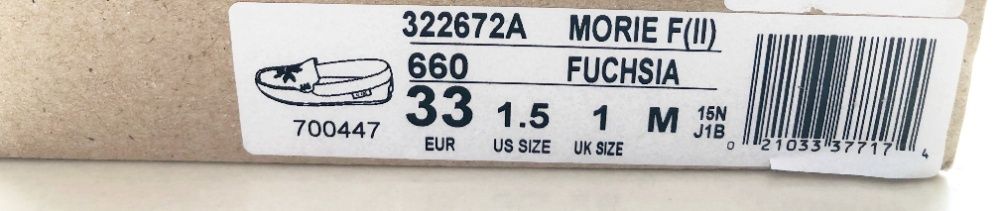 322672A MORIE F(II)
660 FUCHSIA
33 1.5 1 M 15N
J1B
EUR US SIZE UK SIZE
700447
0 21033 37717 4